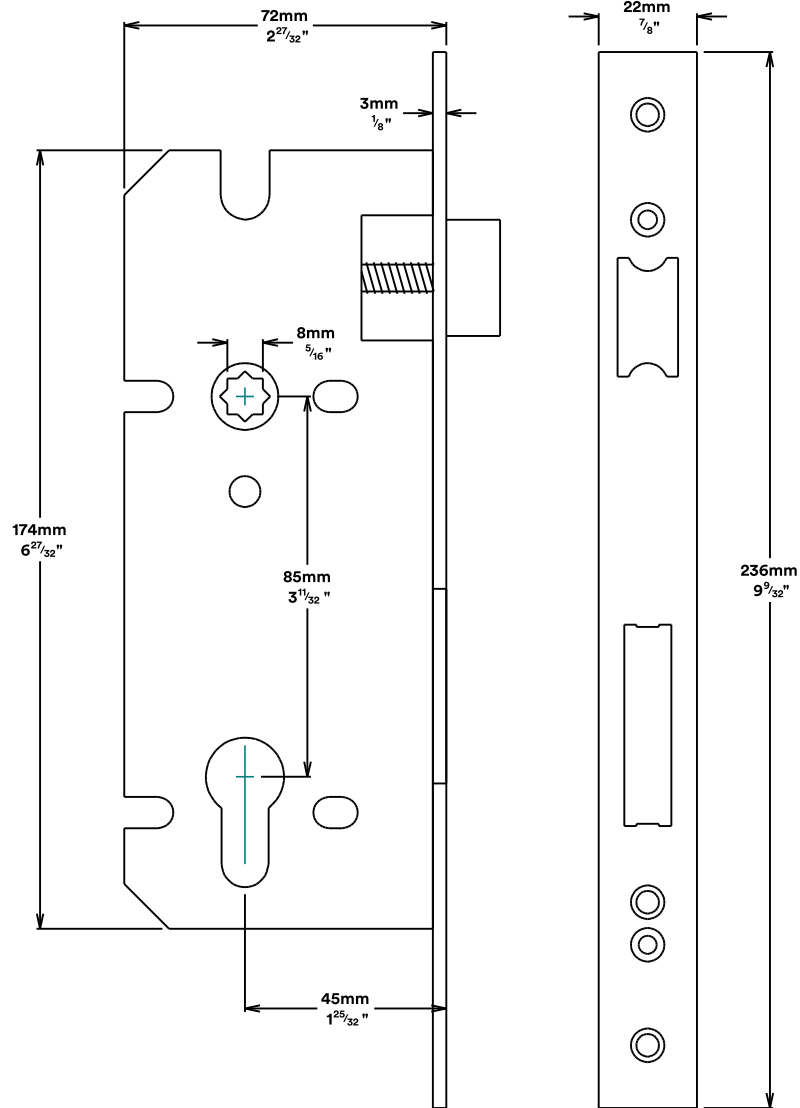 72mm
2 27/32"
22mm
7/8"
3mm
1/8"
8mm
5/16"
174mm
6 27/32"
85mm
3 11/32 "
236mm
9 9/32"
45mm
1 25/32 "